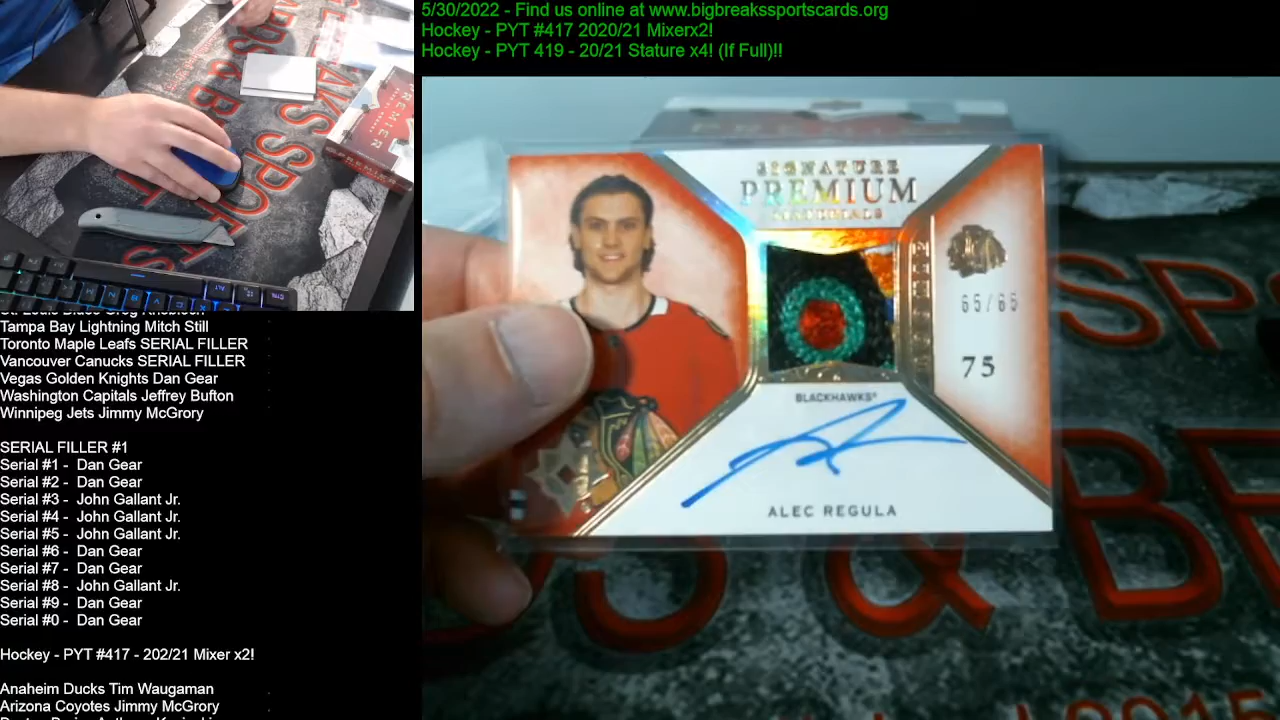 5/30/2022 - Find us online at www.bigbreakssportscards.org
Hockey - PYT #417 2020/21 Mixerx2!
Hockey - PYT 419 - 20/21 Stature x4! (If Full)!!
PREMIER
Tampa Bay Lightning Mitch Still
Toronto Maple Leafs SERIAL FILLER
Vancouver Canucks SERIAL FILLER
Vegas Golden Knights Dan Gear
Washington Capitals Jeffrey Bufton
Winnipeg Jets Jimmy McGrory
SERIAL FILLER #1
Serial #1 - Dan Gear
Serial #2 - Dan Gear
Serial #3 - John Gallant Jr.
Serial #4 - John Gallant Jr.
Serial #5 - John Gallant Jr.
Serial #6 - Dan Gear
Serial #7 - Dan Gear
Serial #8 - John Gallant Jr.
Serial #9 - Dan Gear
Serial #0 - Dan Gear
Hockey - PYT #417 - 202/21 Mixer x2!
Anaheim Ducks Tim Waugaman
Arizona Coyotes Jimmy McGrory
SIGNATURE
PREMIUM
MATERIALS
65/65
75
BLACKHAWKS
ALEC REGULA